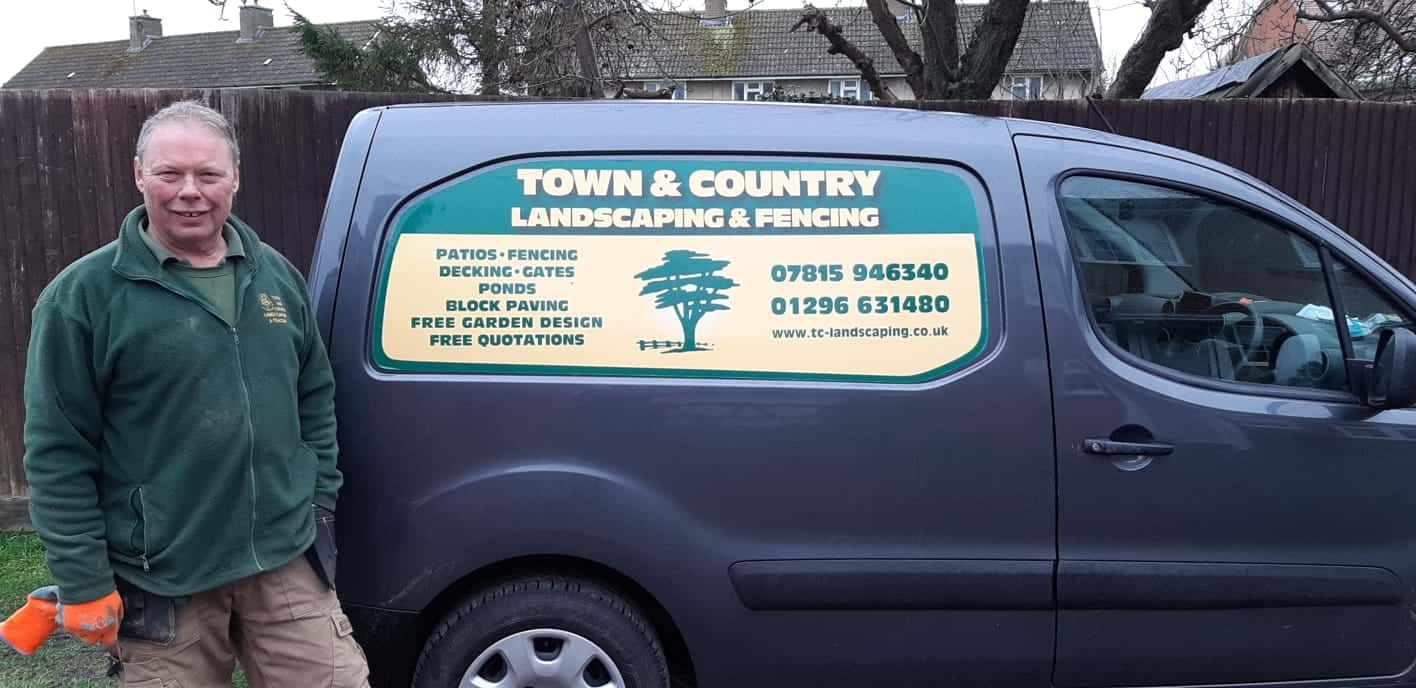 TOWN & COUNTRY
LANDSCAPING & FENCING
PATIOS · FENCING
DECKING · GATES
PONDS
BLOCK PAVING
FREE GARDEN DESIGN
FREE QUOTATIONS
07815 946340
01296 631480
www.tc-landscaping.co.uk